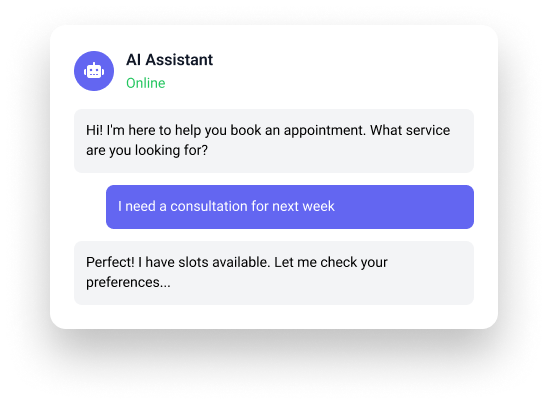 AI Assistant
Online
Hi! I'm here to help you book an appointment. What service
are you looking for?
I need a consultation for next week
Perfect! I have slots available. Let me check your
preferences...